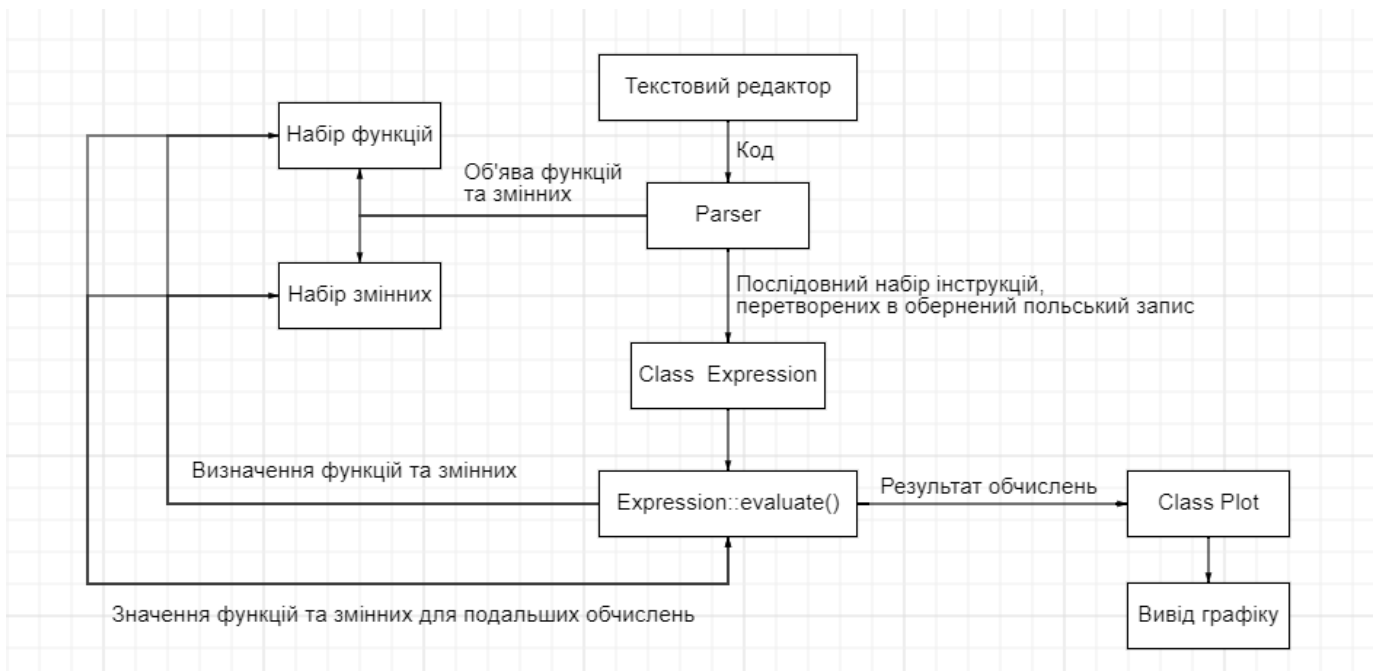 Текстовий редактор
Набір функцій
Код
Об'ява функцій
та змінних
Parser
Набір змінних
Послідовний набір інструкцій,
перетворених в обернений польський запис
Class Expression
Визначення функцій та змінних
Expression::evaluate()
Результат обчислень
Class Plot
Значення функцій та змінних для подальших обчислень
Вивід графіку